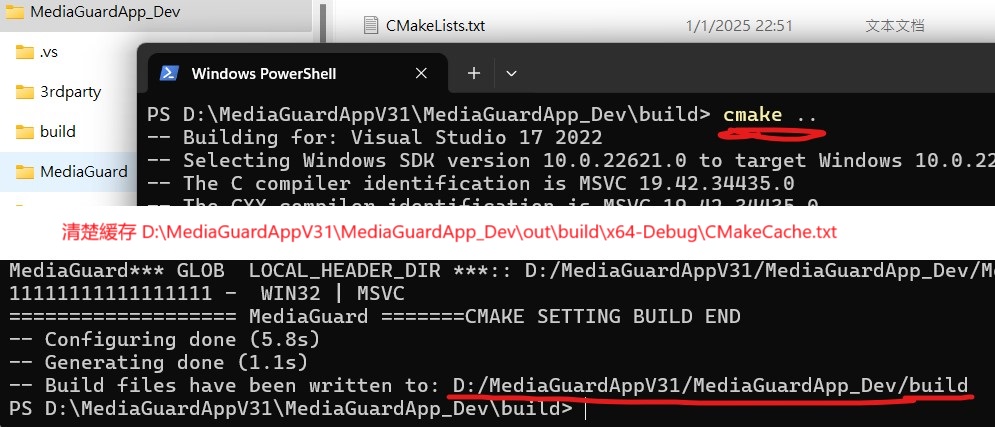 MediaGuardApp_Dev
.vs
3rdparty
build
MediaGuard
CMakeLists.txt 1/1/2025 22:51 文本文档
Windows PowerShell
PS D:\MediaGuardAppV31\MediaGuardApp_Dev\build> cmake ..
-- Building for: Visual Studio 17 2022
-- Selecting Windows SDK version 10.0.22621.0 to target Windows 10.0.22
-- The C compiler identification is MSVC 19.42.34435.0
-- The CXX compiler identification is MSVC 19.42.34435.0
清楚緩存 D:\MediaGuardAppV31\MediaGuardApp_Dev\out\build\x64-Debug\CMakeCache.txt
MediaGuard*** GLOB LOCAL_HEADER_DIR ***:: D:/MediaGuardAppV31/MediaGuardApp_Dev/Me
11111111111111111 - WIN32 | MSVC
=================== MediaGuard =======CMAKE SETTING BUILD END
-- Configuring done (5.8s)
-- Generating done (1.1s)
-- Build files have been written to: D:/MediaGuardAppV31/MediaGuardApp_Dev/build
PS D:\MediaGuardAppV31\MediaGuardApp_Dev\build>